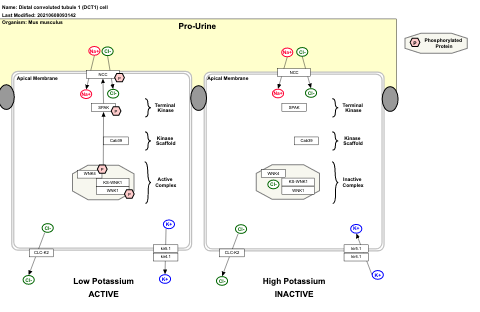 Name: Distal convoluted tubule 1 (DCT1) cell
Last Modified: 20210608093142
Organism: Mus musculus
Pro-Urine
Phosphorylated
Protein
P
Na+ Cl- Na+ Cl-
NCC P NCC
Apical Membrane Apical Membrane
Na+ Cl- Na+ Cl-
SPAK P Terminal
Kinase
SPAK Terminal
Kinase
Cab39 Kinase
Scaffold
Cab39 Kinase
Scaffold
P
WNK4
KS-WNK1
WNK1
P
Active
Complex
WNK4
Cl- KS-WNK1
WNK1
Inactive
Complex
Cl- K+ Cl- K+
CLC-K2 kir4.1 CLC-K2 kir5.1
kir5.1
Cl- K+ Cl- K+
Low Potassium High Potassium
ACTIVE INACTIVE